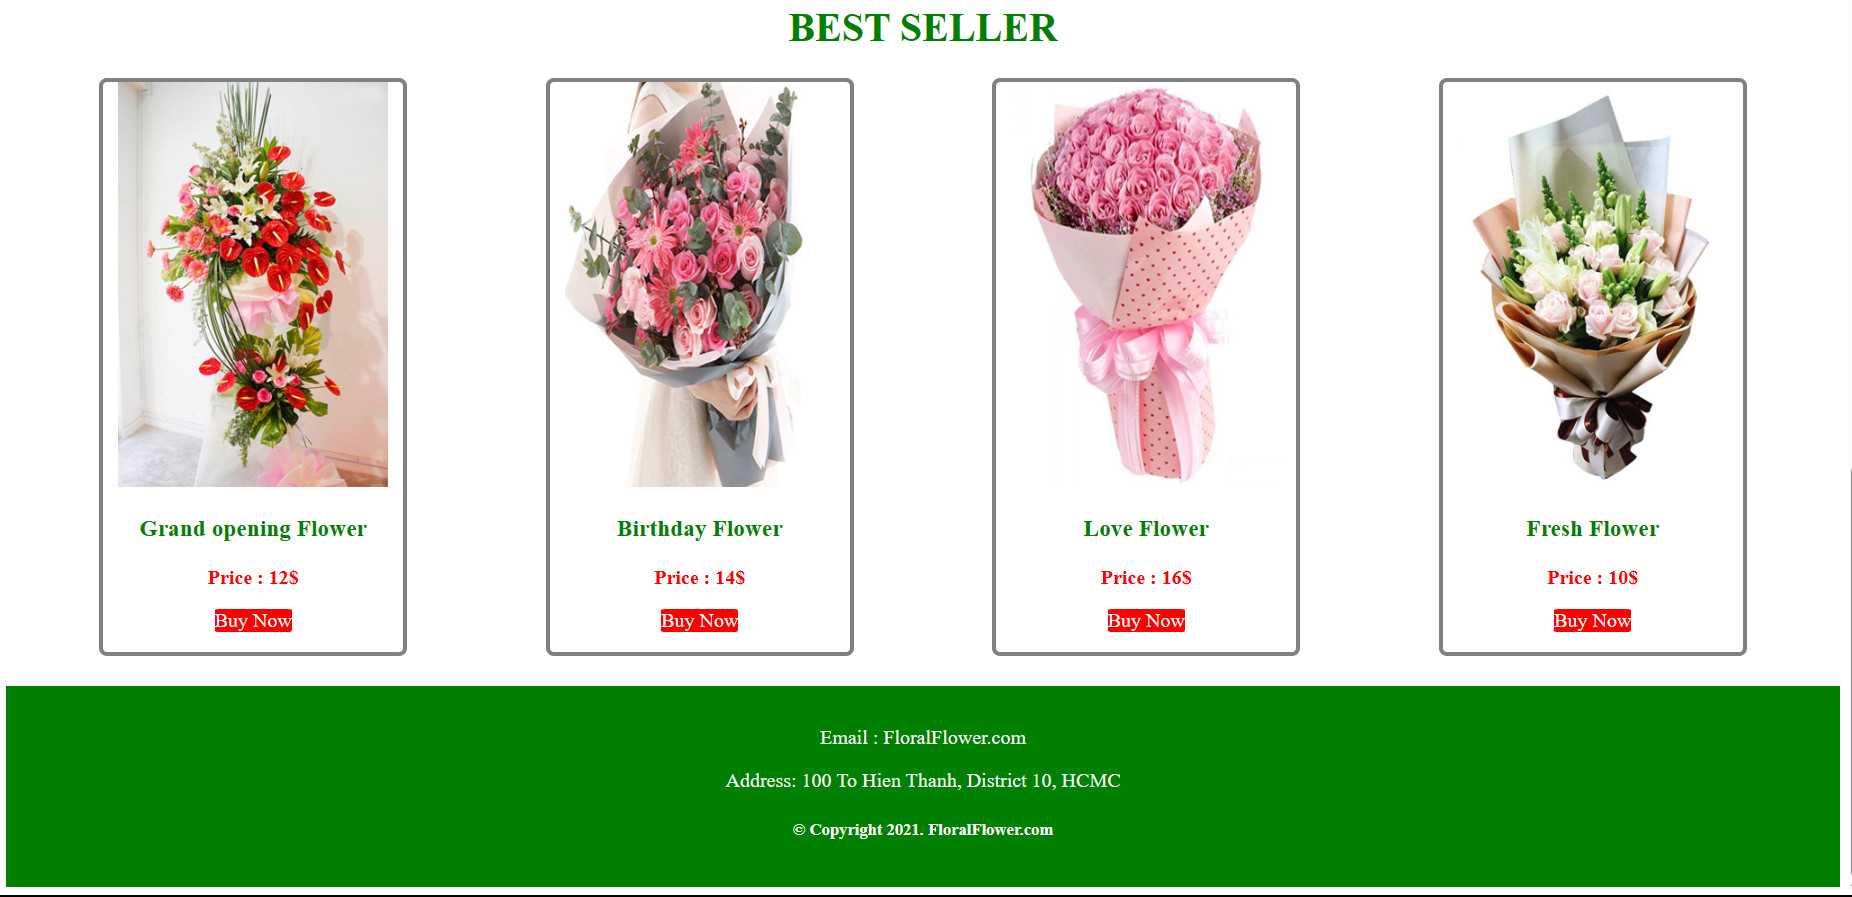 BEST SELLER
Grand opening Flower
Price : 12$
Buy Now
Birthday Flower
Price : 14$
Buy Now
Love Flower
Price : 16$
Buy Now
Fresh Flower
Price : 10$
Buy Now
Email : FloralFlower.com
Address: 100 To Hien Thanh, District 10, HCMC
© Copyright 2021. FloralFlower.com